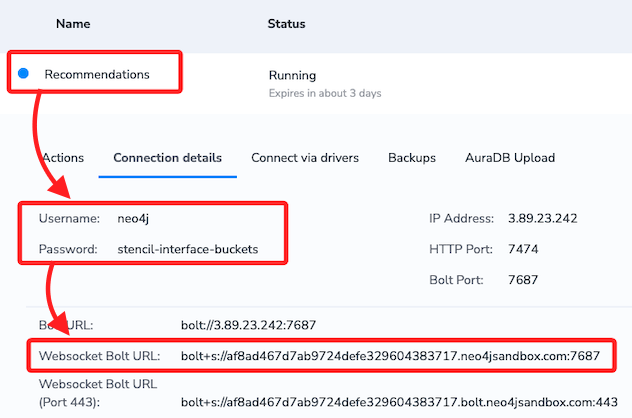 Name Status
Recommendations Running
Expires in about 3 days
Actions Connection details Connect via drivers Backups AuraDB Upload
Username: neo4j IP Address: 3.89.23.242
Password: stencil-interface-buckets HTTP Port: 7474
Bolt Port: 7687
Bolt URL: bolt://3.89.23.242:7687
Websocket Bolt URL: bolt+s://af8ad467d7ab9724defe329604383717.neo4jsandbox.com:7687
Websocket Bolt URL
(Port 443): bolt+s://af8ad467d7ab9724defe329604383717.bolt.neo4jsandbox.com:443